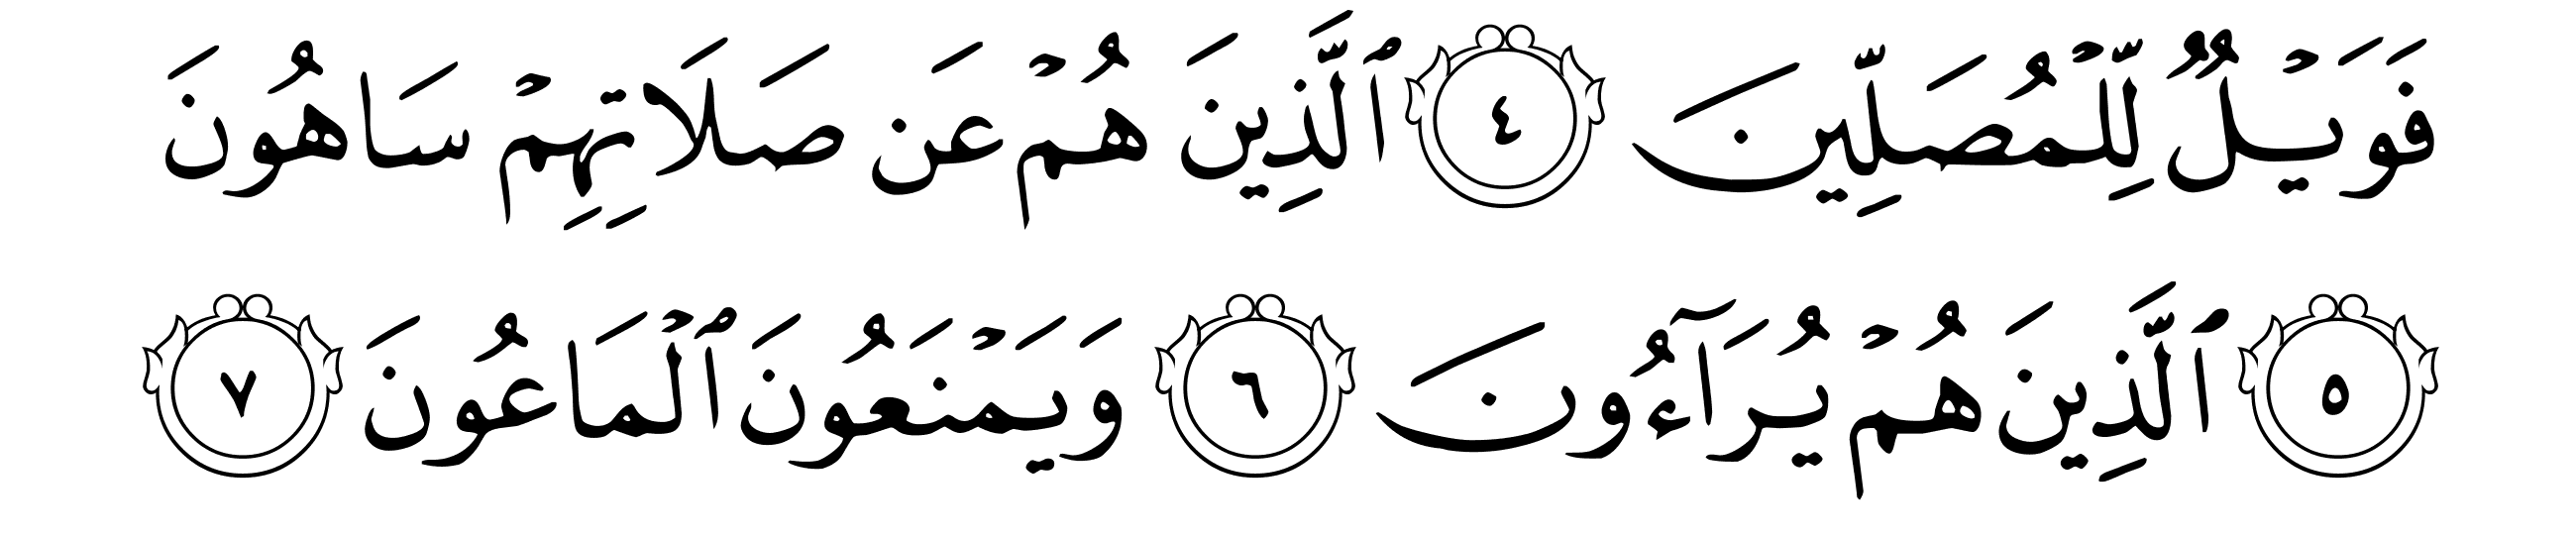 فَوَيۡلٌ لِّلۡمُصَلِّينَ ٤ ٱلَّذِينَ هُمۡ عَن صَلَاتِهِمۡ سَاهُونَ
٥ ٱلَّذِينَ هُمۡ يُرَآءُونَ ٦ وَيَمۡنَعُونَ ٱلۡمَاعُونَ ٧